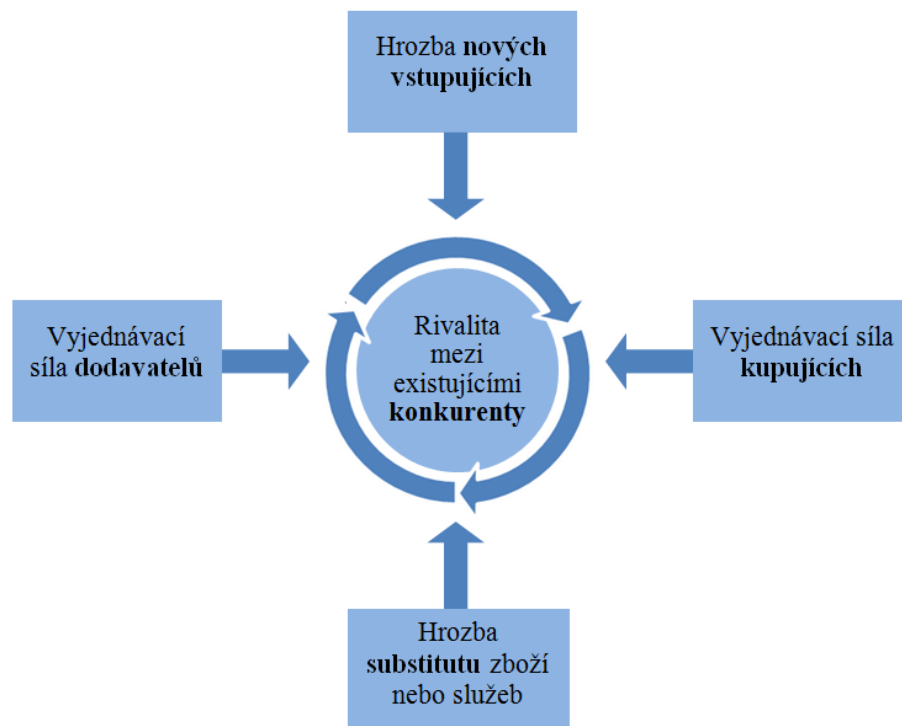 Hrozba nových
vstupujících
Vyjednávací
síla dodavatelů
Rivalita
mezi
existujícími
konkurenty
Vyjednávací síla
kupujících
Hrozba
substitutu zboží
nebo služeb